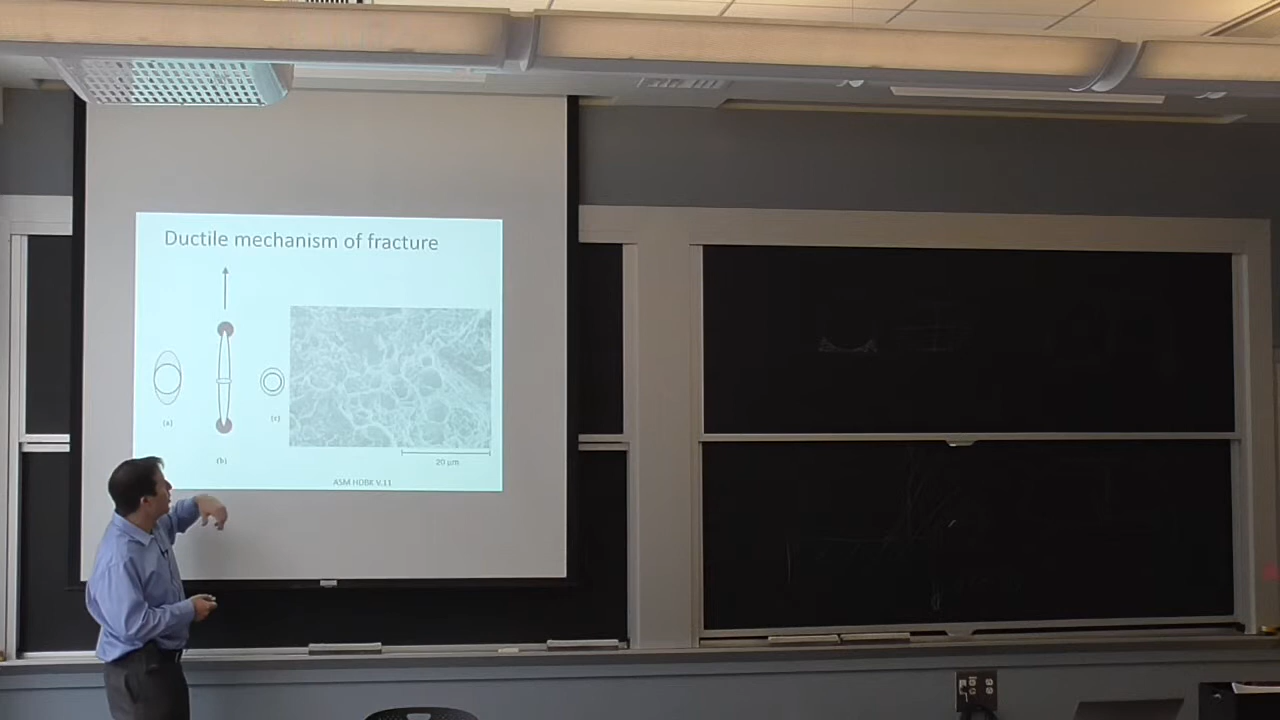 Ductile mechanism of fracture
(a)
(b)
(c)
20 µm
ASM HDBK V.11